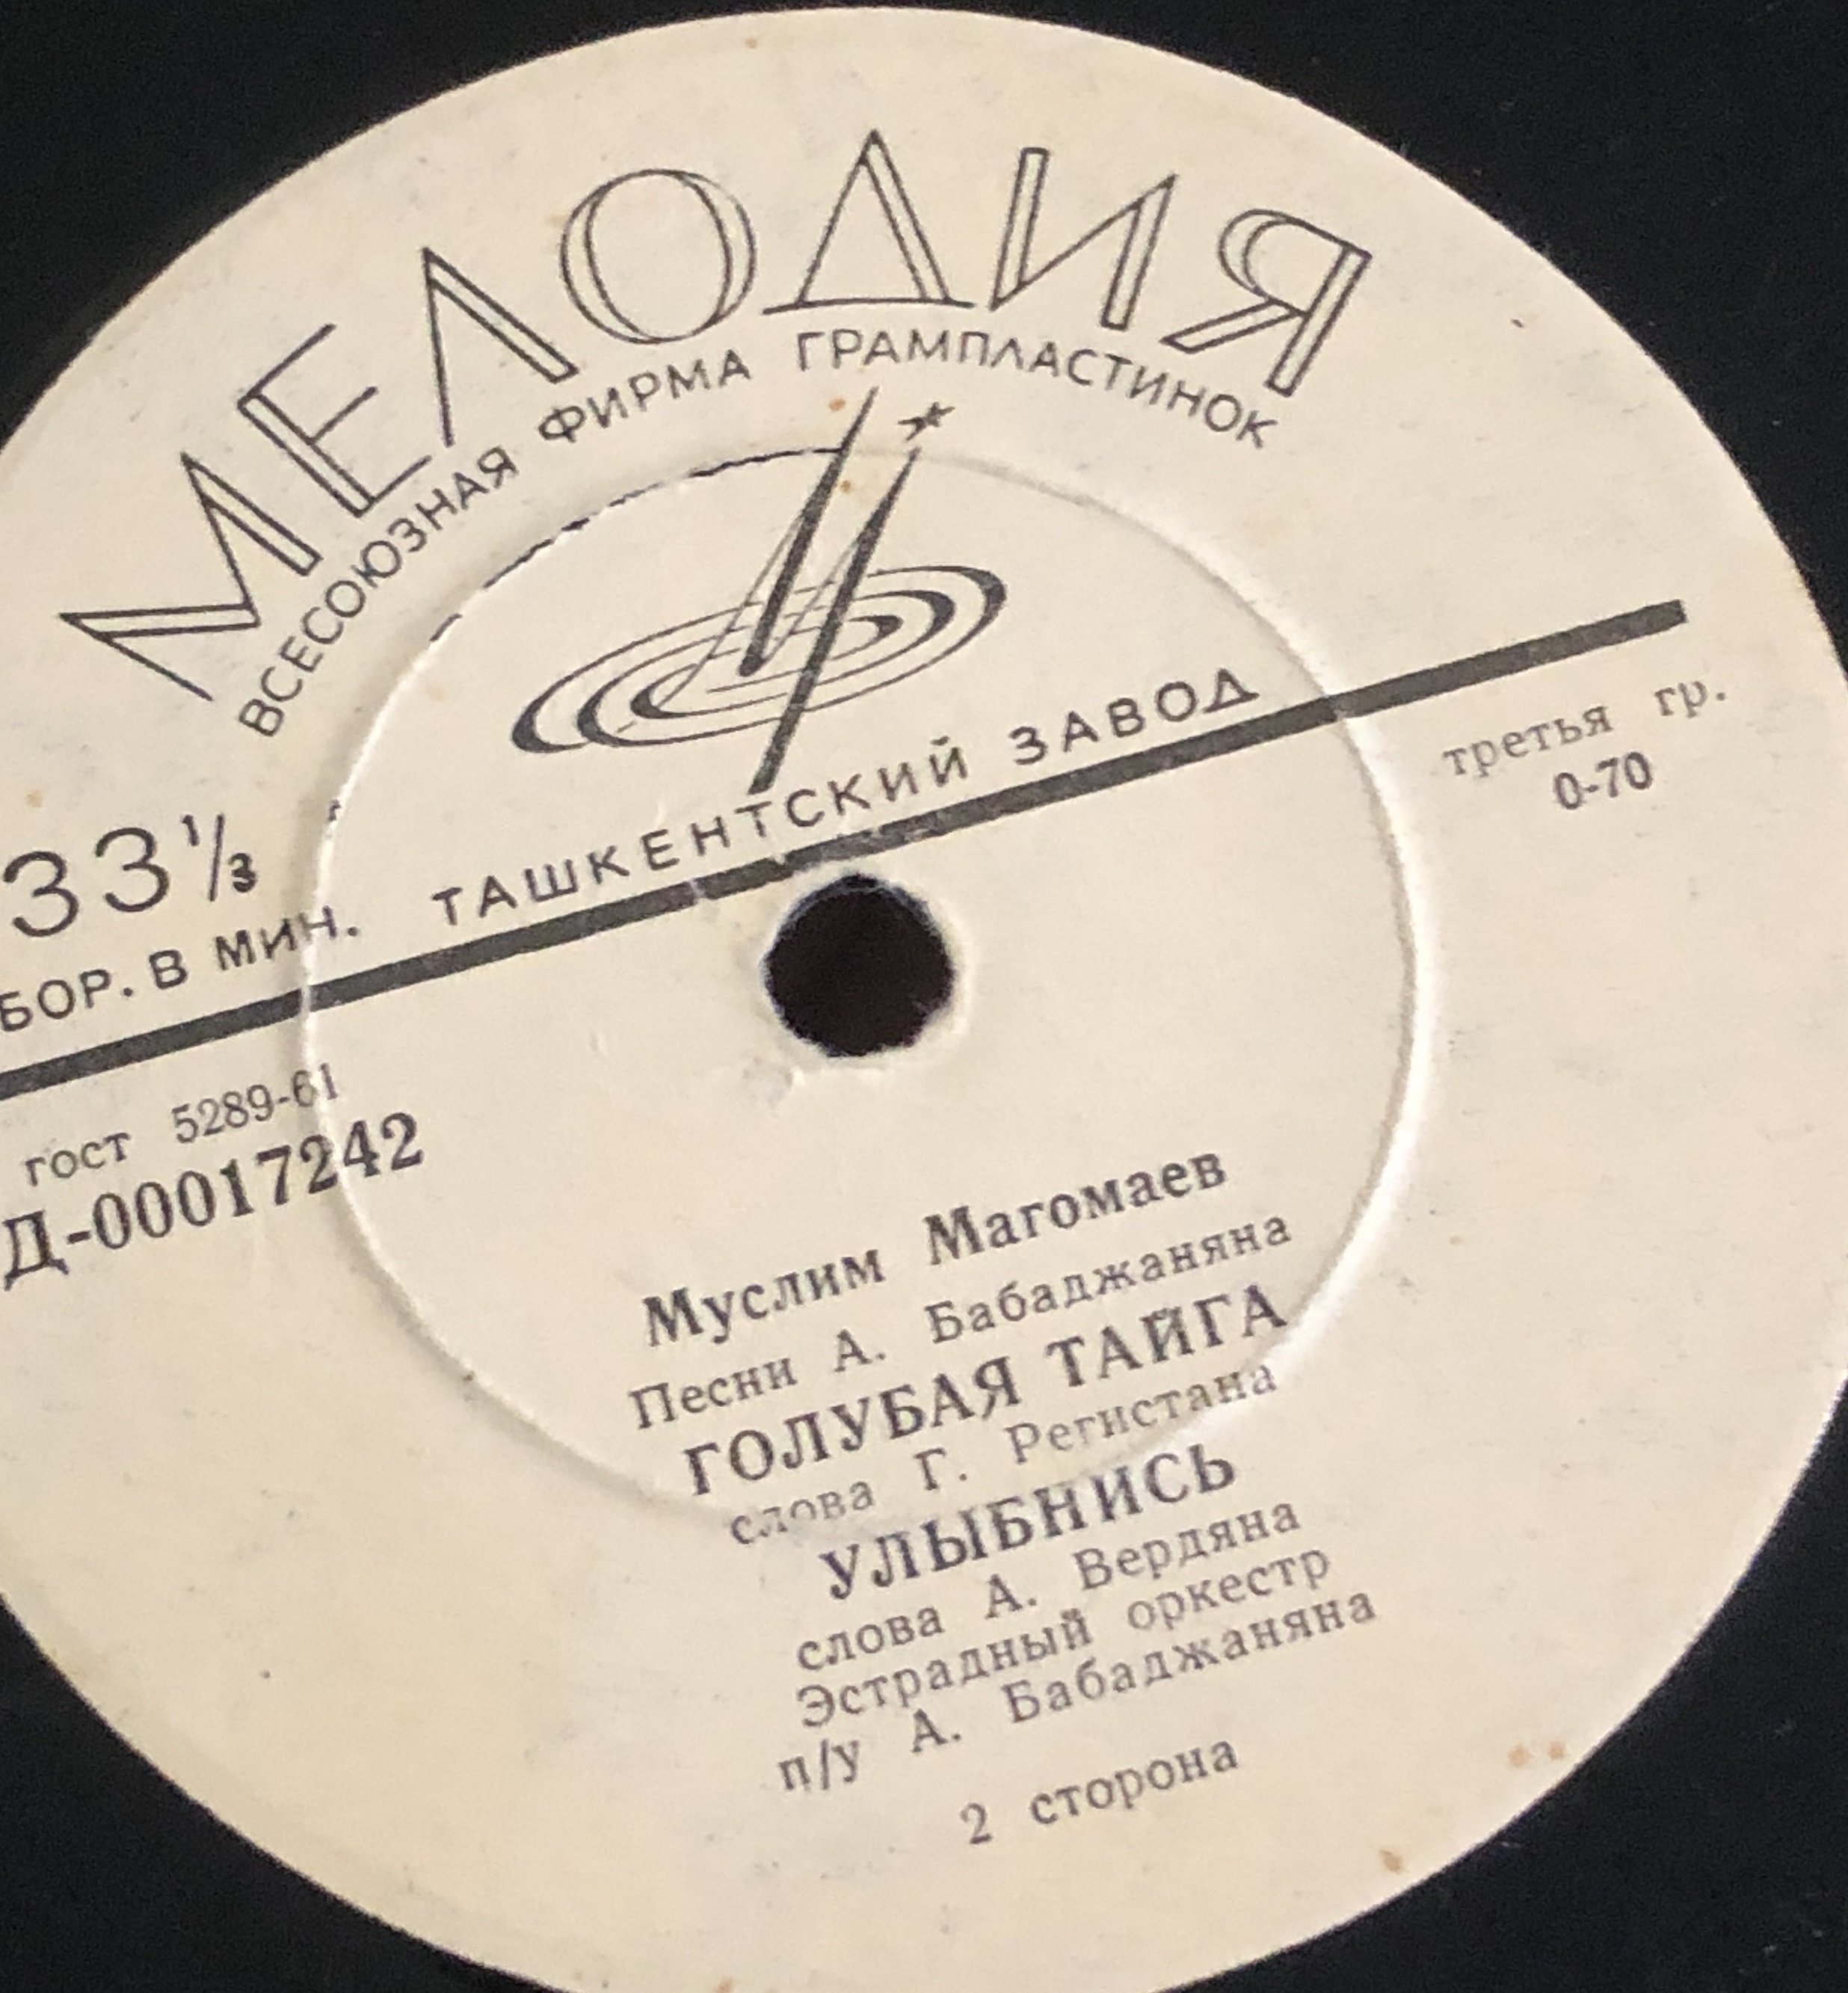 МЕЛОДИЯ
ВСЕСОЮЗНАЯ ФИРМА ГРАМПЛАСТИНОК
33⅓
ОБОР. В МИН.
ТАШКЕНТСКИЙ ЗАВОД
третья гр.
0-70
гост 5289-61
Д-00017242
Муслим Магомаев
Песни А. Бабаджаняна
ГОЛУБАЯ ТАЙГА
слова Г. Регистана
УЛЫБНИСЬ
слова А. Вердяна
Эстрадный оркестр
п/у А. Бабаджаняна
2 сторона